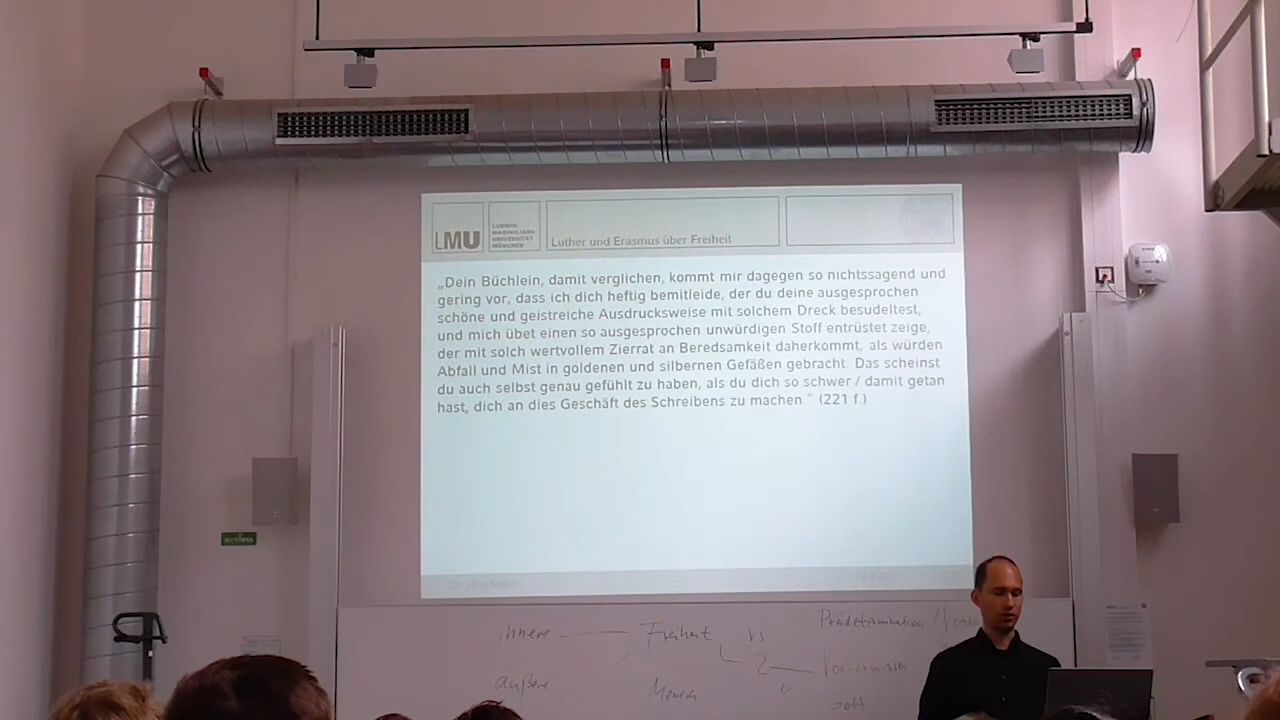 LMU
LUDWIG-
MAXIMILIANS-
UNIVERSITÄT
MÜNCHEN
Luther und Erasmus über Freiheit
„Dein Büchlein, damit verglichen, kommt mir dagegen so nichtssagend und
gering vor, dass ich dich heftig bemitleide, der du deine ausgesprochen
schöne und geistreiche Ausdrucksweise mit solchem Dreck besudeltest,
und mich übet einen so ausgesprochen unwürdigen Stoff entrüstet zeige,
der mit solch wertvollem Zierrat an Beredsamkeit daherkommt, als würden
Abfall und Mist in goldenen und silbernen Gefäßen gebracht. Das scheinst
du auch selbst genau gefühlt zu haben, als du dich so schwer / damit getan
hast, dich an dies Geschäft des Schreibens zu machen.“ (221 f.)
innere Freiheit vs Prädetermination /
2 Vorherwissen
äußere Mensch Gott